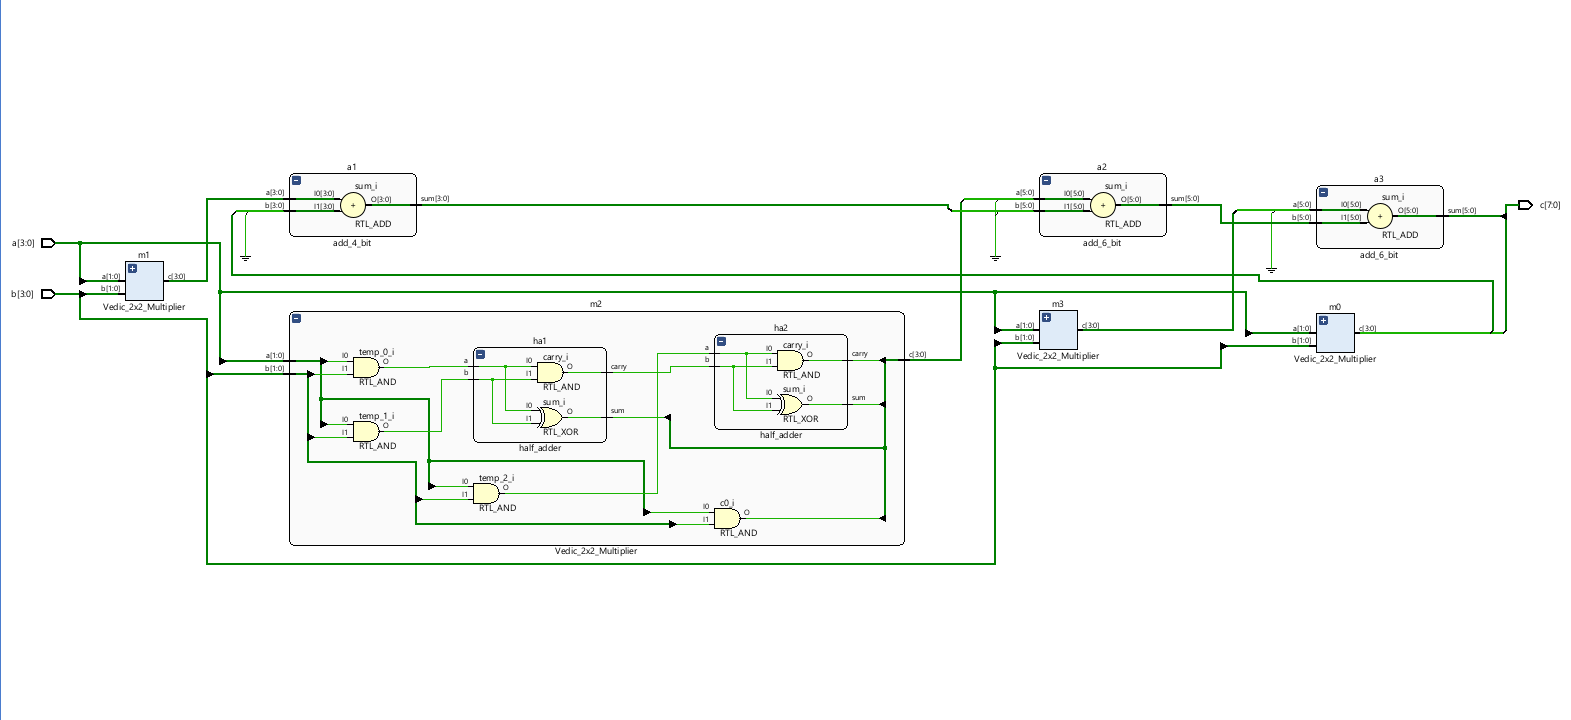 a[3:0]
b[3:0]
m1
a[1:0]
b[1:0]
c[3:0]
Vedic_2x2_Multiplier
a1
a[3:0]
b[3:0]
sum_i
I0[3:0]
I1[3:0]
+
O[3:0]
RTL_ADD
sum[3:0]
add_4_bit
a2
a[5:0]
b[5:0]
sum_i
I0[5:0]
I1[5:0]
+
O[5:0]
RTL_ADD
sum[5:0]
add_6_bit
a3
a[5:0]
b[5:0]
sum_i
I0[5:0]
I1[5:0]
+
O[5:0]
RTL_ADD
sum[5:0]
add_6_bit
c[7:0]
m2
a[1:0]
b[1:0]
temp_0_i
I0
I1
O
RTL_AND
temp_1_i
I0
I1
O
RTL_AND
ha1
a
b
carry_i
I0
I1
O
RTL_AND
carry
sum_i
I0
I1
O
RTL_XOR
sum
half_adder
temp_2_i
I0
I1
O
RTL_AND
ha2
a
b
carry_i
I0
I1
O
RTL_AND
carry
sum_i
I0
I1
O
RTL_XOR
sum
half_adder
c0_i
I0
I1
O
RTL_AND
c[3:0]
Vedic_2x2_Multiplier
m3
a[1:0]
b[1:0]
c[3:0]
Vedic_2x2_Multiplier
m0
a[1:0]
b[1:0]
c[3:0]
Vedic_2x2_Multiplier